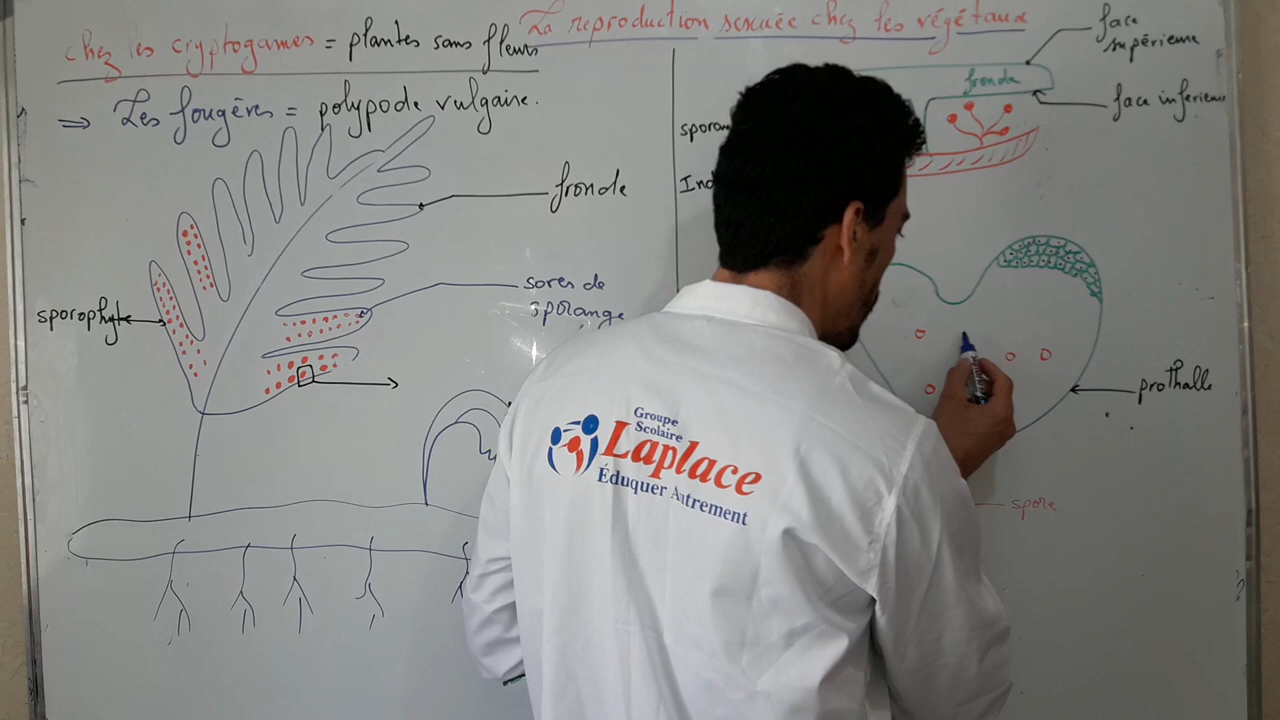 La reproduction sexuée chez les végétaux
chez les cryptogames = plantes sans fleurs
⇒ Les fougères = polypode vulgaire.
fronde
sores de
sporange
sporophyte
face
supérieure
fronde
face inferieure
prothalle
spore
Groupe
Scolaire
Laplace
Éduquer Autrement